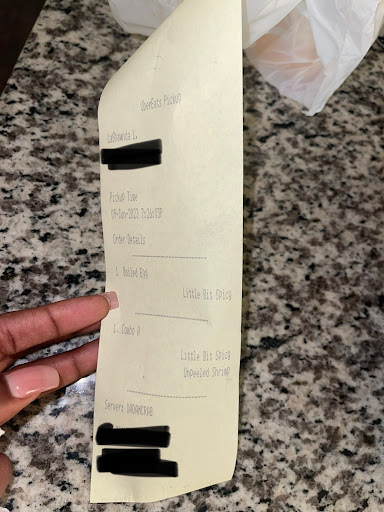 UberEats Pickup
LaShawnda L.
Pickup Time
Order Details
1 Boiled Egg
Little Bit Spicy
1 Combo
Little Bit Spicy
Unpeeled Shrimp
Server: